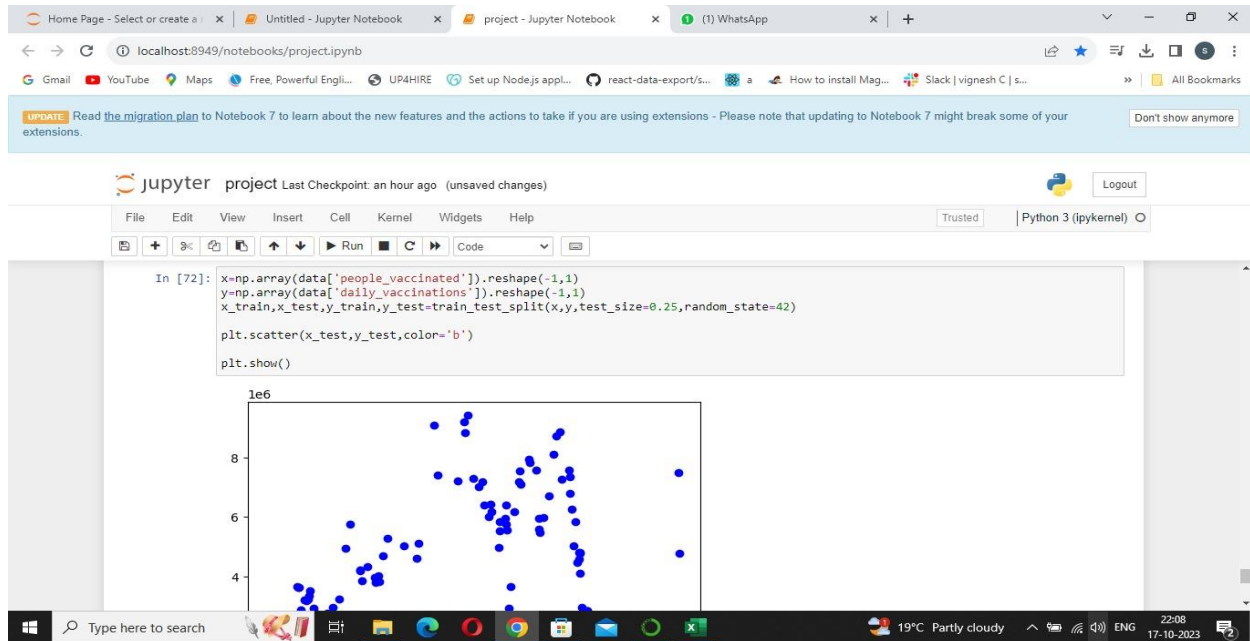 Home Page - Select or create a
Untitled - Jupyter Notebook
project - Jupyter Notebook
(1) WhatsApp
localhost:8949/notebooks/project.ipynb
Gmail YouTube Maps Free, Powerful Engli... UP4HIRE Set up Node.js appl... react-data-export/s... a How to install Mag... Slack | vignesh C | s... » All Bookmarks
UPDATE Read the migration plan to Notebook 7 to learn about the new features and the actions to take if you are using extensions - Please note that updating to Notebook 7 might break some of your
extensions.
Don't show anymore
jupyter project Last Checkpoint: an hour ago (unsaved changes)
Logout
File Edit View Insert Cell Kernel Widgets Help
Trusted Python 3 (ipykernel)
Run Code
In [72]: x=np.array(data['people_vaccinated']).reshape(-1,1)
y=np.array(data['daily_vaccinations']).reshape(-1,1)
x_train,x_test,y_train,y_test=train_test_split(x,y,test_size=0.25,random_state=42)
plt.scatter(x_test,y_test,color='b')
plt.show()
1e6
8
6
4
Type here to search
19°C Partly cloudy
ENG
22:08
17-10-2023
2